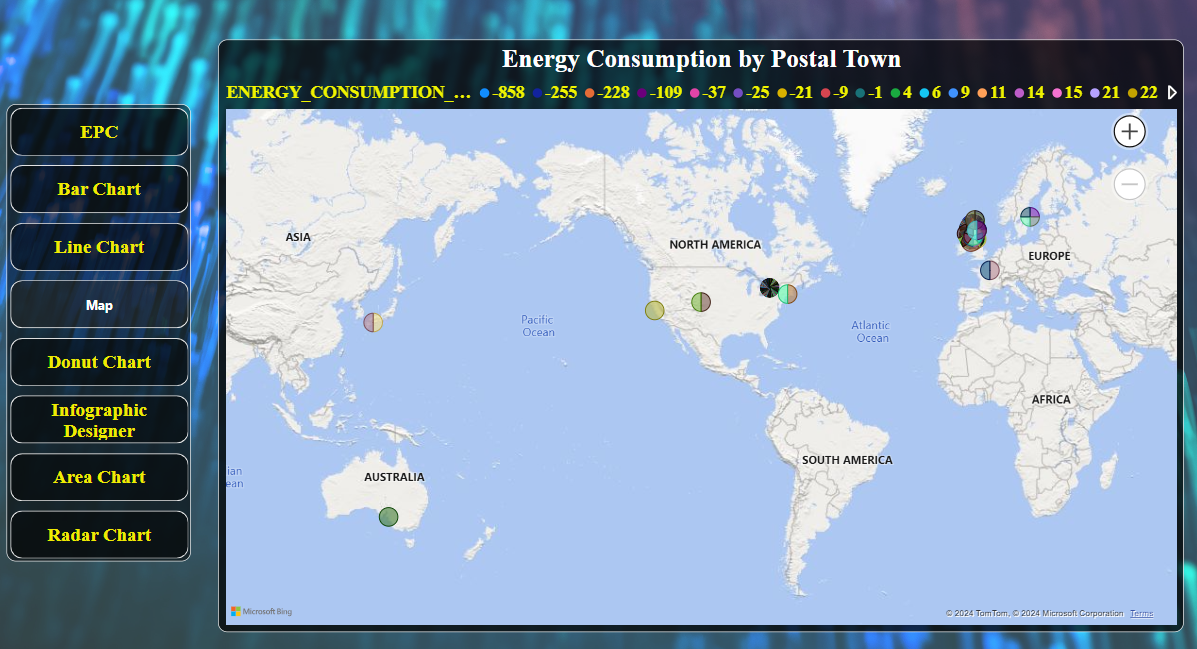 Energy Consumption by Postal Town
ENERGY_CONSUMPTION_... -858 -255 -228 -109 -37 -25 -21 -9 -1 4 6 9 11 14 15 21 22
EPC
Bar Chart
Line Chart
Map
Donut Chart
Infographic
Designer
Area Chart
Radar Chart
ASIA
NORTH AMERICA
EUROPE
Pacific
Ocean
Atlantic
Ocean
AFRICA
SOUTH AMERICA
ian
ean
AUSTRALIA
Microsoft Bing
© 2024 TomTom, © 2024 Microsoft Corporation Terms